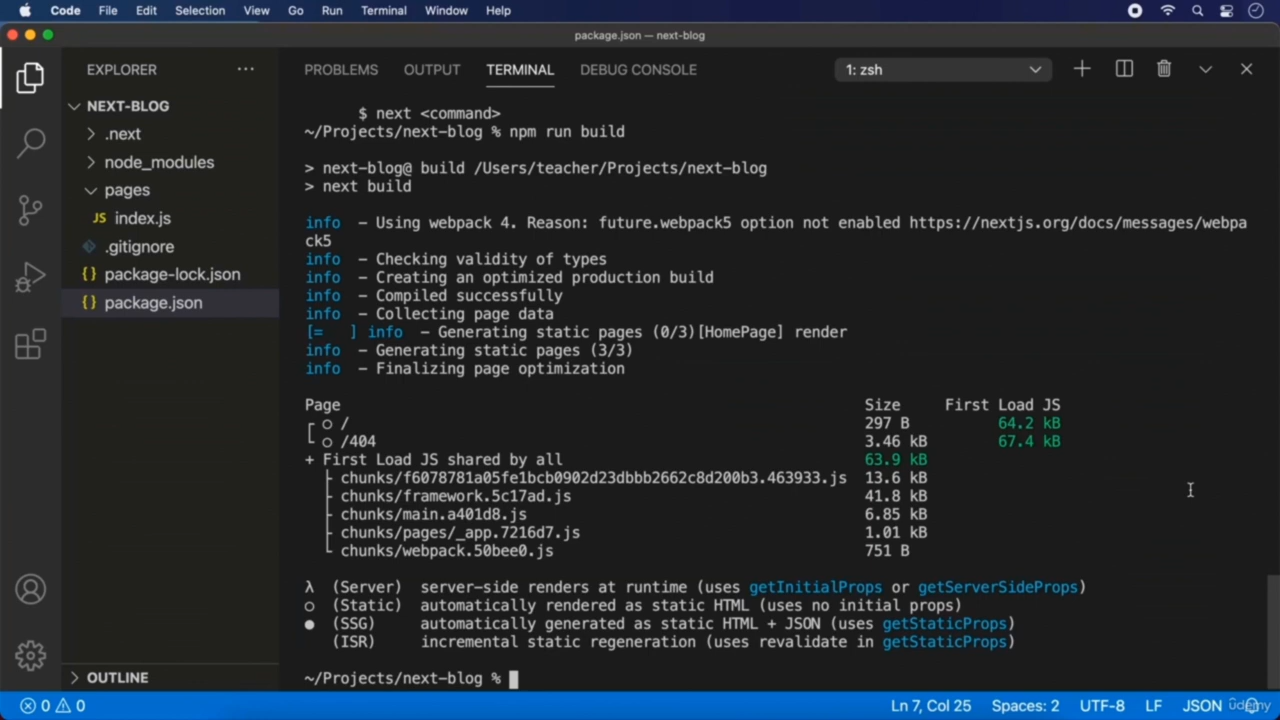 Code File Edit Selection View Go Run Terminal Window Help
package.json — next-blog
EXPLORER
PROBLEMS OUTPUT TERMINAL DEBUG CONSOLE
1: zsh
NEXT-BLOG
.next
node_modules
pages
JS index.js
.gitignore
{} package-lock.json
{} package.json
OUTLINE
$ next <command>
~/Projects/next-blog % npm run build
> next-blog@ build /Users/teacher/Projects/next-blog
> next build
info - Using webpack 4. Reason: future.webpack5 option not enabled https://nextjs.org/docs/messages/webpa
ck5
info - Checking validity of types
info - Creating an optimized production build
info - Compiled successfully
info - Collecting page data
[= ] info - Generating static pages (0/3)[HomePage] render
info - Generating static pages (3/3)
info - Finalizing page optimization
Page Size First Load JS
┌ ○ / 297 B 64.2 kB
└ ○ /404 3.46 kB 67.4 kB
+ First Load JS shared by all 63.9 kB
├ chunks/f6078781a05fe1bcb0902d23dbbb2662c8d200b3.463933.js 13.6 kB
├ chunks/framework.5c17ad.js 41.8 kB
├ chunks/main.a401d8.js 6.85 kB
├ chunks/pages/_app.7216d7.js 1.01 kB
└ chunks/webpack.50bee0.js 751 B
λ (Server) server-side renders at runtime (uses getInitialProps or getServerSideProps)
○ (Static) automatically rendered as static HTML (uses no initial props)
● (SSG) automatically generated as static HTML + JSON (uses getStaticProps)
(ISR) incremental static regeneration (uses revalidate in getStaticProps)
~/Projects/next-blog %
0 0 Ln 7, Col 25 Spaces: 2 UTF-8 LF JSON
udemy